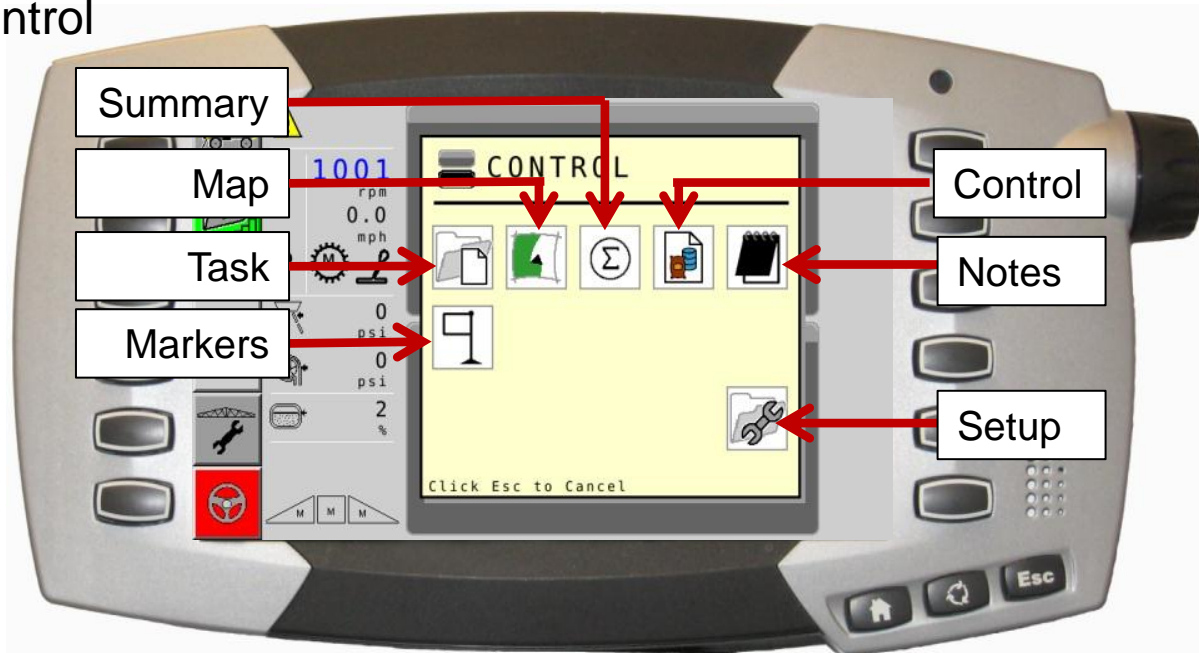 ntrol
Summary
Map
Task
Markers
Control
Notes
Setup
1001
rpm
0.0
mph
M
0
psi
0
psi
2
%
M M M
CONTROL
Σ
Click Esc to Cancel
Esc